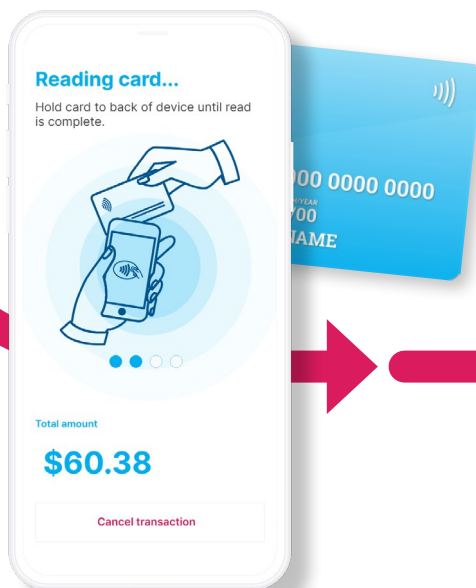 Reading card...
Hold card to back of device until read
is complete.
Total amount
$60.38
Cancel transaction
00 0000 0000
/00
NAME